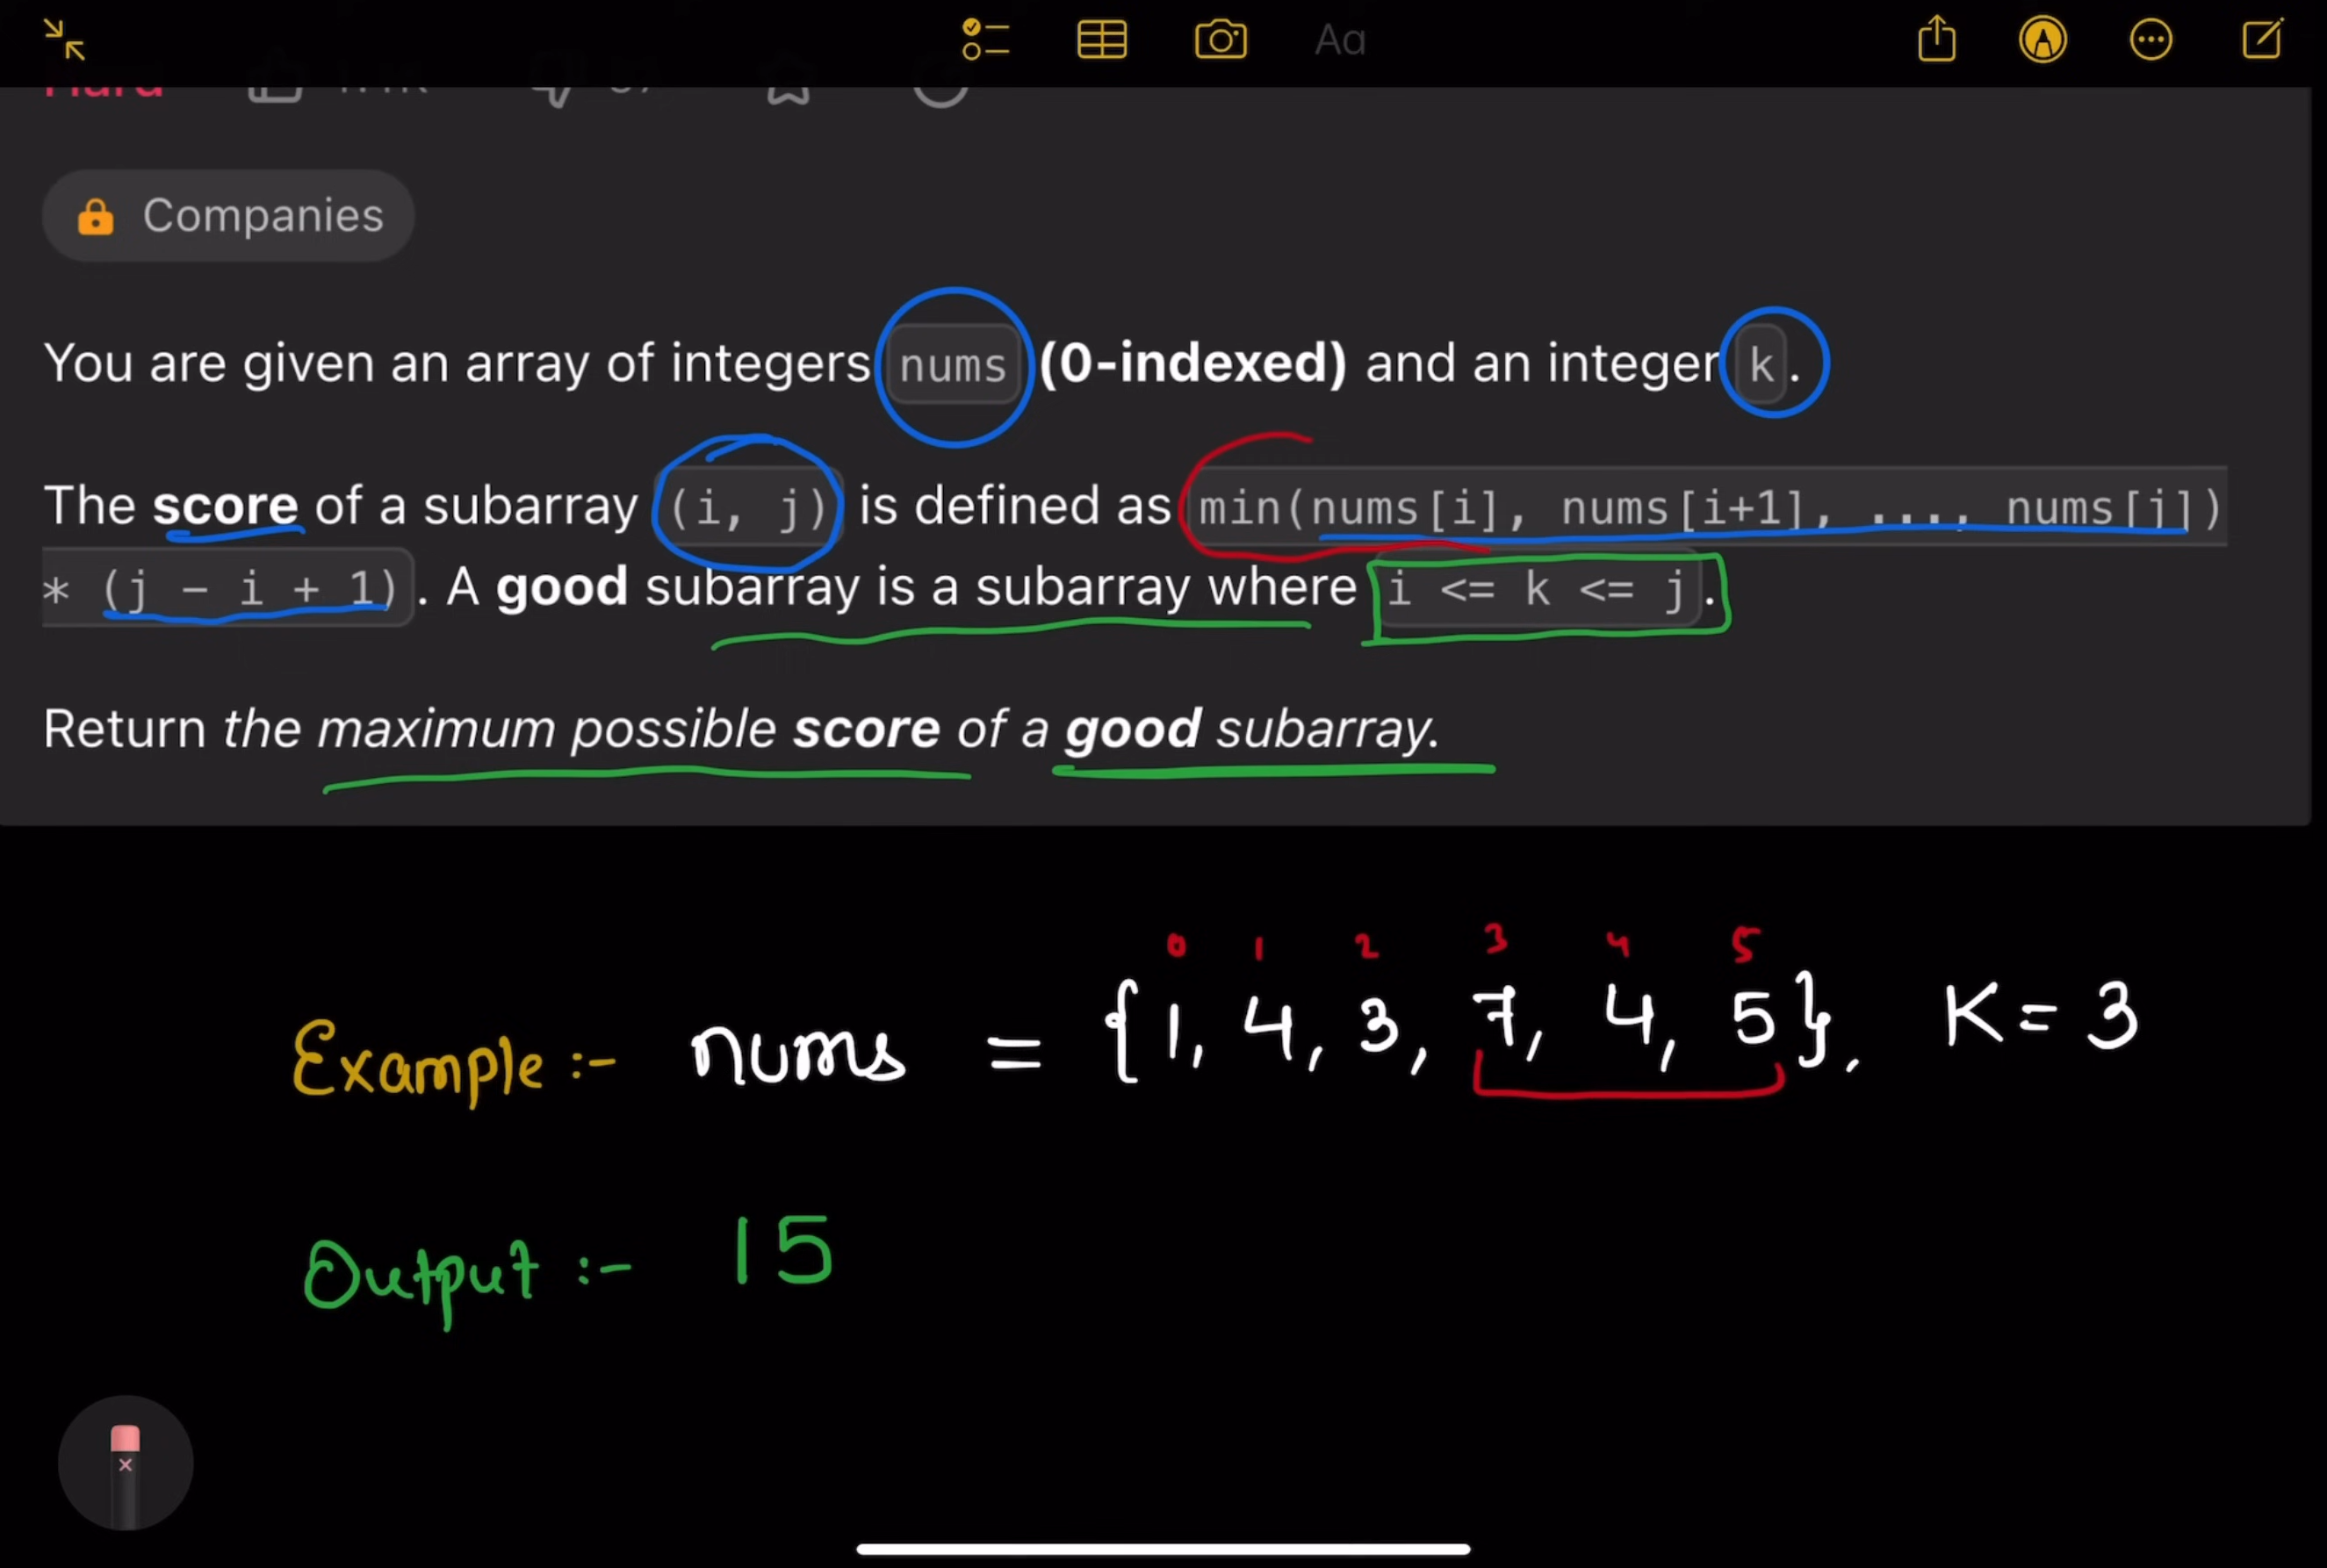 Aa
Hard 1.1K
Companies
You are given an array of integers nums (0-indexed) and an integer k.
The score of a subarray (i, j) is defined as min(nums[i], nums[i+1], ..., nums[j])
* (j - i + 1). A good subarray is a subarray where i <= k <= j.
Return the maximum possible score of a good subarray.
0 1 2 3 4 5
Example :- nums = {1, 4, 3, 7, 4, 5}, K = 3
Output :- 15